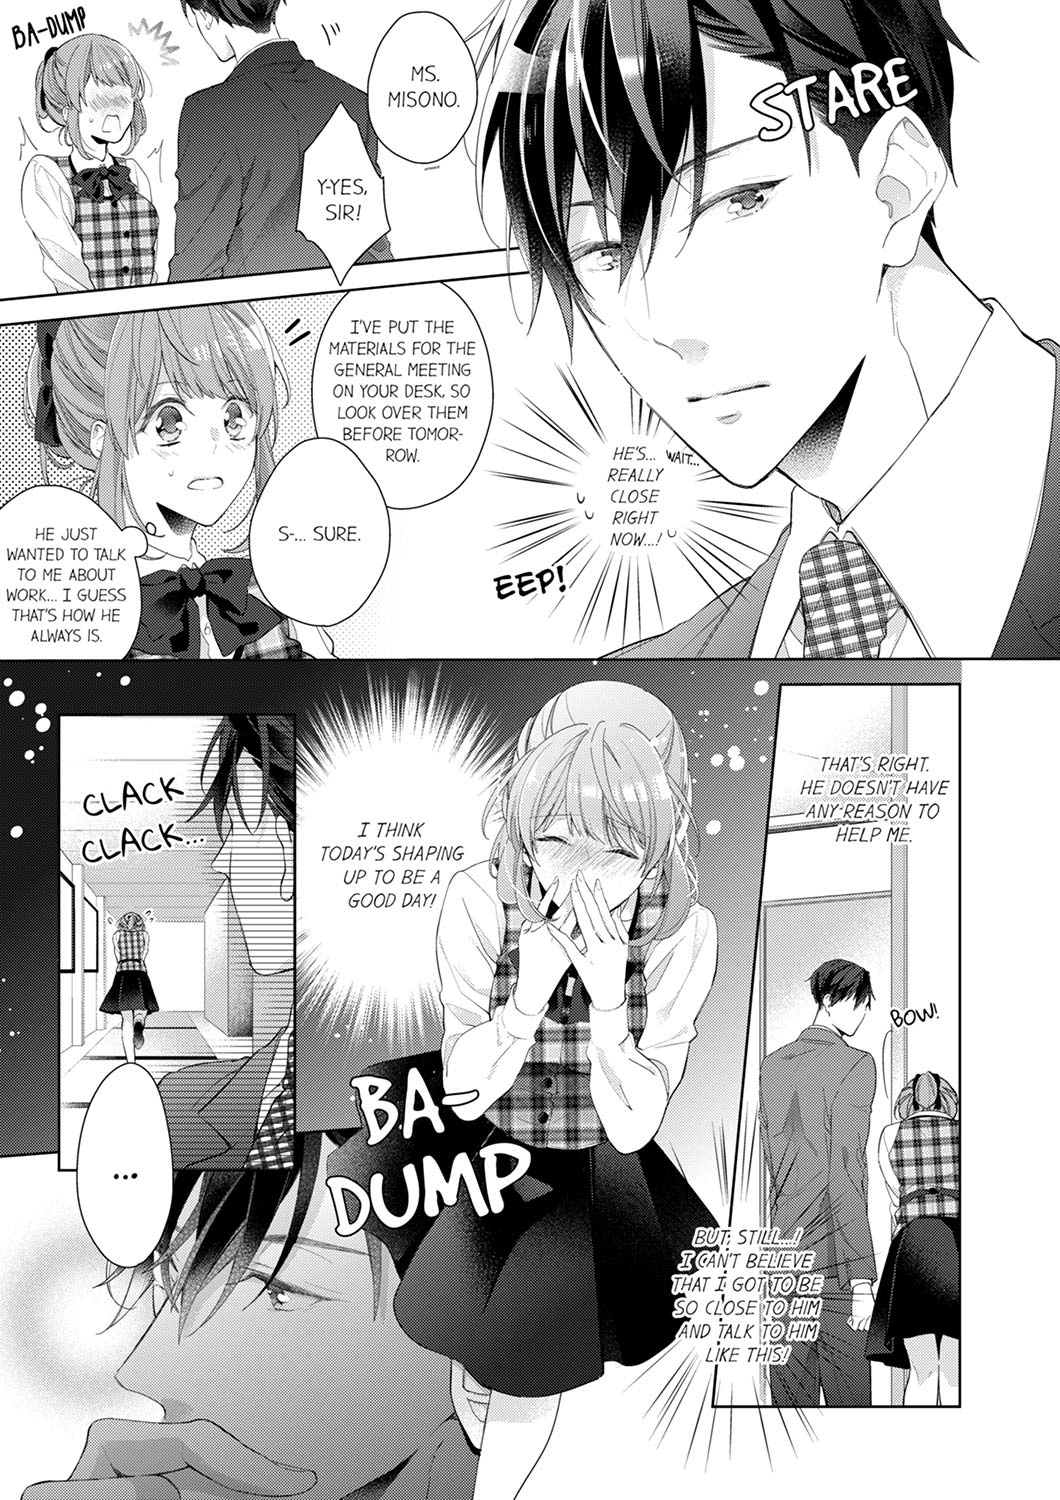 STARE
HE'S...
REALLY
CLOSE
RIGHT
NOW...!
WAIT...
EEP!
MS.
MISONO.
Y-YES,
SIR!
BA-DUMP
I'VE PUT THE
MATERIALS FOR THE
GENERAL MEETING
ON YOUR DESK, SO
LOOK OVER THEM
BEFORE TOMOR-
ROW.
S-... SURE.
HE JUST
WANTED TO TALK
TO ME ABOUT
WORK... I GUESS
THAT'S HOW HE
ALWAYS IS.
THAT'S RIGHT.
HE DOESN'T HAVE
ANY REASON TO
HELP ME.
BOW!
BUT, STILL...!
I CAN'T BELIEVE
THAT I GOT TO BE
SO CLOSE TO HIM
AND TALK TO HIM
LIKE THIS!
I THINK
TODAY'S SHAPING
UP TO BE A
GOOD DAY!
BA-
DUMP
CLACK
CLACK...
...